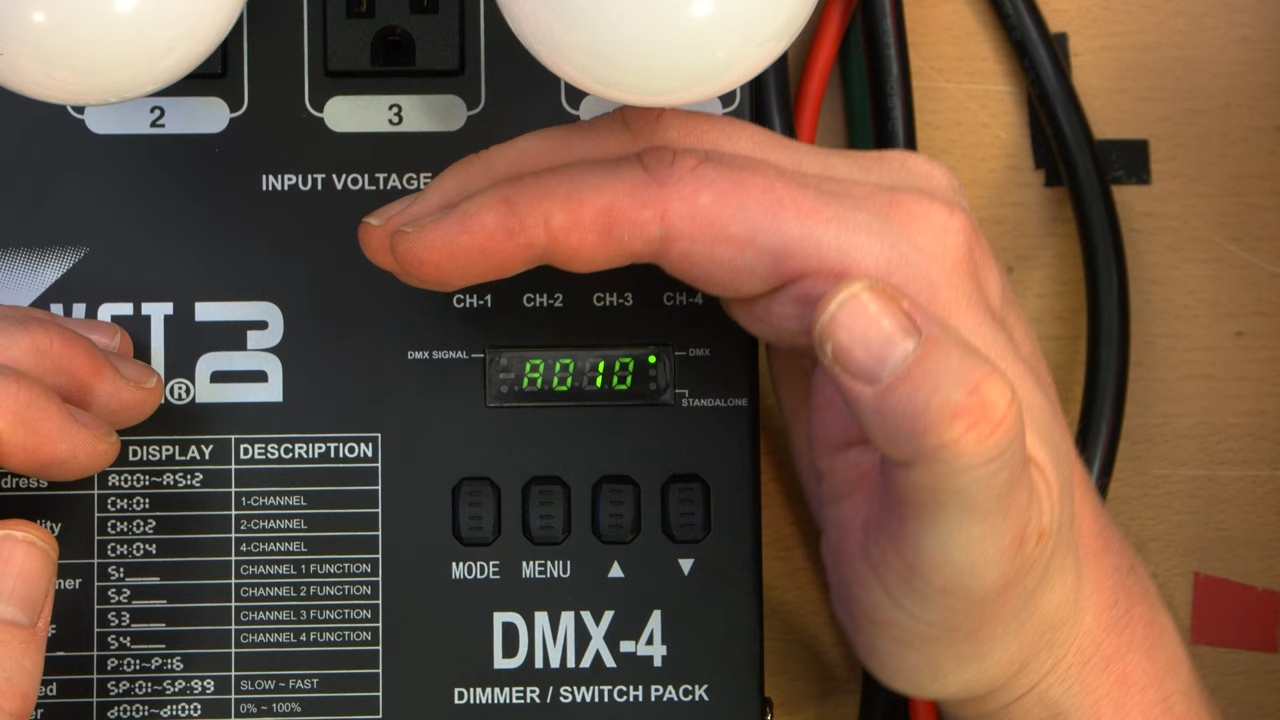 2
3
INPUT VOLTAGE
CH-1 CH-2 CH-3 CH-4
DMX SIGNAL
DMX
A010
STANDALONE
®
DISPLAY DESCRIPTION
A001~A512
CH:01 1-CHANNEL
CH:02 2-CHANNEL
CH:04 4-CHANNEL
S1___ CHANNEL 1 FUNCTION
S2___ CHANNEL 2 FUNCTION
S3___ CHANNEL 3 FUNCTION
S4___ CHANNEL 4 FUNCTION
P:01~P:16
SP:01~SP:99 SLOW ~ FAST
d001~d100 0% ~ 100%
MODE MENU ▲ ▼
DMX-4
DIMMER / SWITCH PACK